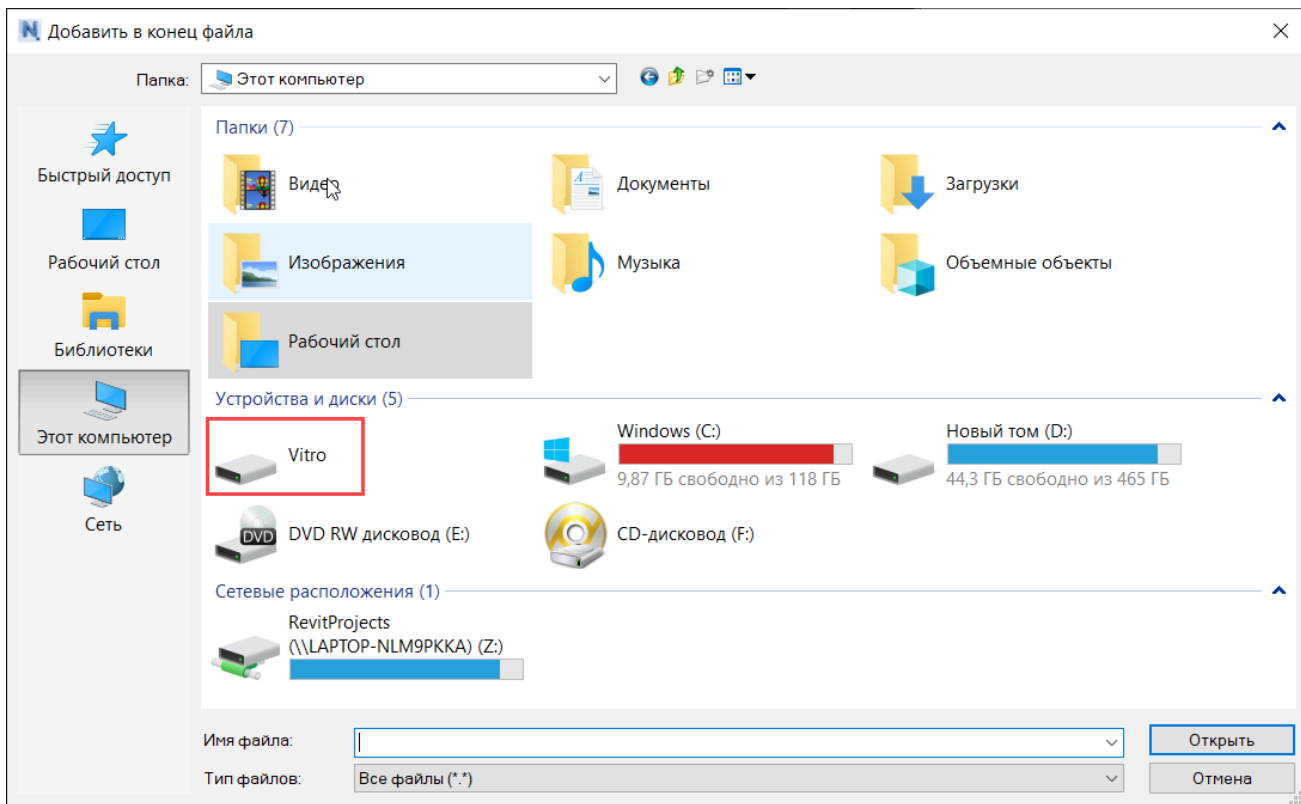 Добавить в конец файла
Папка:
Этот компьютер
Быстрый доступ
Рабочий стол
Библиотеки
Этот компьютер
Сеть
Папки (7)
Видео
Документы
Загрузки
Изображения
Музыка
Объемные объекты
Рабочий стол
Устройства и диски (5)
Vitro
Windows (C:)
9,87 ГБ свободно из 118 ГБ
Новый том (D:)
44,3 ГБ свободно из 465 ГБ
DVD
DVD RW дисковод (E:)
CD-дисковод (F:)
Сетевые расположения (1)
RevitProjects
(\\LAPTOP-NLM9PKKA) (Z:)
Имя файла:
Открыть
Тип файлов:
Все файлы (*.*)
Отмена